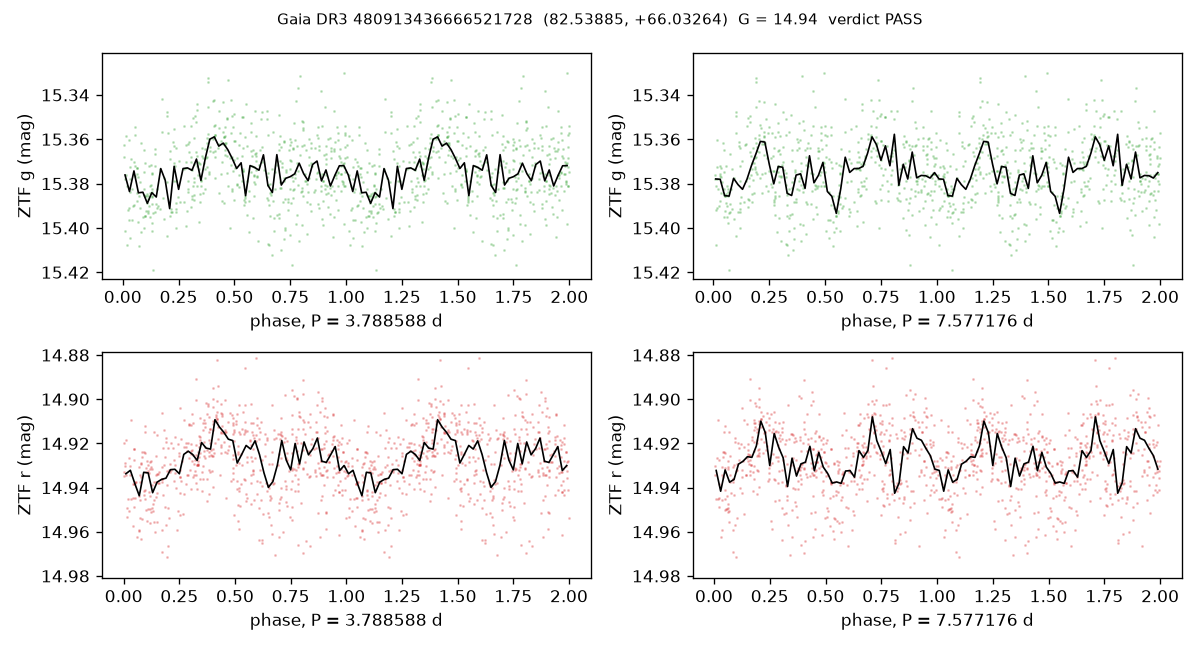 Gaia DR3 480913436666521728 (82.53885, +66.03264) G = 14.94 verdict PASS
ZTF g (mag)
15.34
15.36
15.38
15.40
15.42
0.00 0.25 0.50 0.75 1.00 1.25 1.50 1.75 2.00
phase, P = 3.788588 d
ZTF g (mag)
15.34
15.36
15.38
15.40
15.42
0.00 0.25 0.50 0.75 1.00 1.25 1.50 1.75 2.00
phase, P = 7.577176 d
ZTF r (mag)
14.88
14.90
14.92
14.94
14.96
14.98
0.00 0.25 0.50 0.75 1.00 1.25 1.50 1.75 2.00
phase, P = 3.788588 d
ZTF r (mag)
14.88
14.90
14.92
14.94
14.96
14.98
0.00 0.25 0.50 0.75 1.00 1.25 1.50 1.75 2.00
phase, P = 7.577176 d